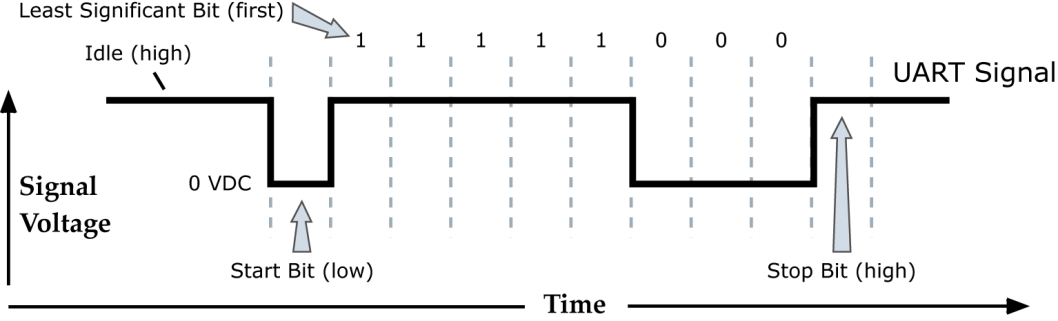 Least Significant Bit (first)
1 1 1 1 1 0 0 0
Idle (high)
UART Signal
Signal
Voltage
0 VDC
Start Bit (low)
Stop Bit (high)
Time